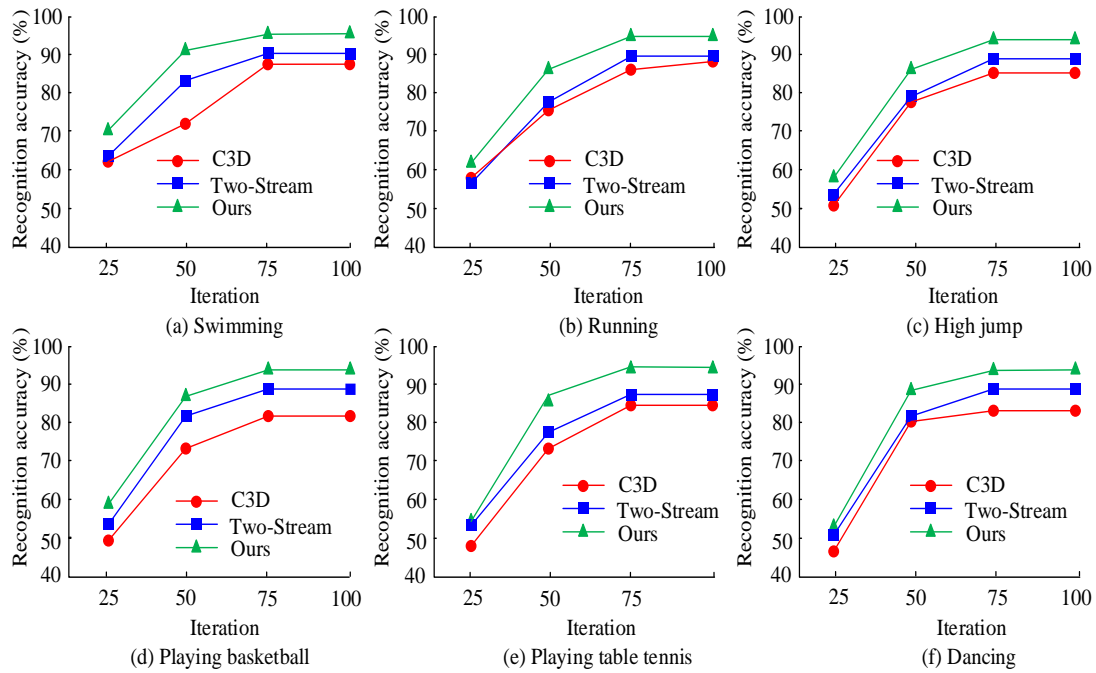 Recognition accuracy (%)
100
90
80
70
60
50
40
C3D
Two-Stream
Ours
25 50 75 100
Iteration
(a) Swimming
Recognition accuracy (%)
100
90
80
70
60
50
40
C3D
Two-Stream
Ours
25 50 75 100
Iteration
(b) Running
Recognition accuracy (%)
100
90
80
70
60
50
40
C3D
Two-Stream
Ours
25 50 75 100
Iteration
(c) High jump
Recognition accuracy (%)
100
90
80
70
60
50
40
C3D
Two-Stream
Ours
25 50 75 100
Iteration
(d) Playing basketball
Recognition accuracy (%)
100
90
80
70
60
50
40
C3D
Two-Stream
Ours
25 50 75 100
Iteration
(e) Playing table tennis
Recognition accuracy (%)
100
90
80
70
60
50
40
C3D
Two-Stream
Ours
25 50 75 100
Iteration
(f) Dancing